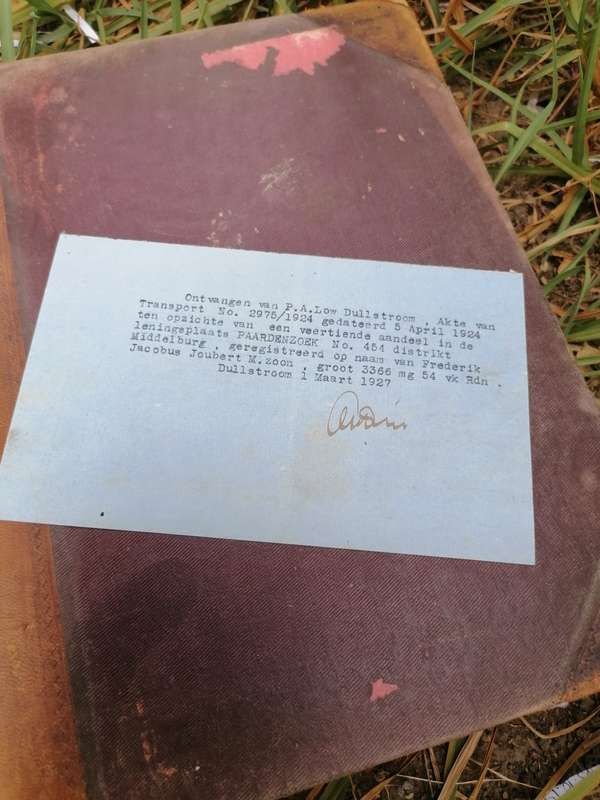 Ontvangen van P.A.Low Dullstroom , Akte van
Transport No. 2975/1924 gedateerd 5 April 1924
ten opzichte van een veertiende aandeel in de
leningsplaats PAARDENZOEK No. 454 distrikt
Middelburg , geregistreerd op naam van Frederik
Jacobus Joubert M.zoon , groot 3366 mg 54 vk Rdn .
Dullstroom 1 Maart 1927